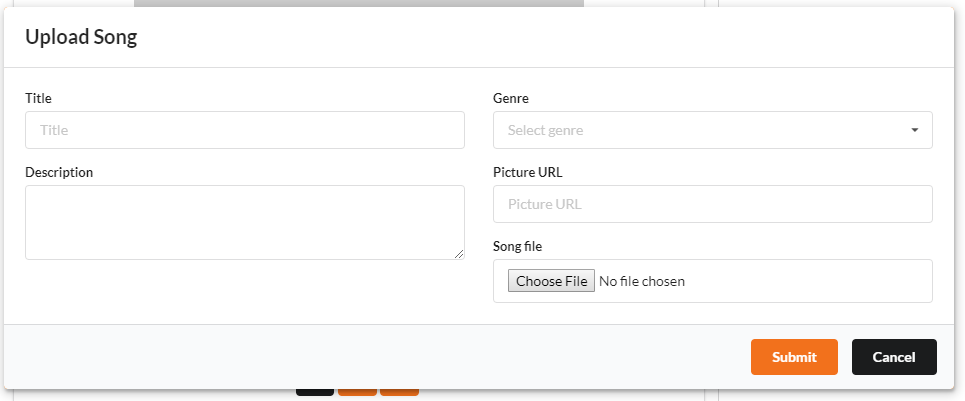 Upload Song
Title
Title
Description
Genre
Select genre
Picture URL
Picture URL
Song file
Choose File No file chosen
Submit Cancel